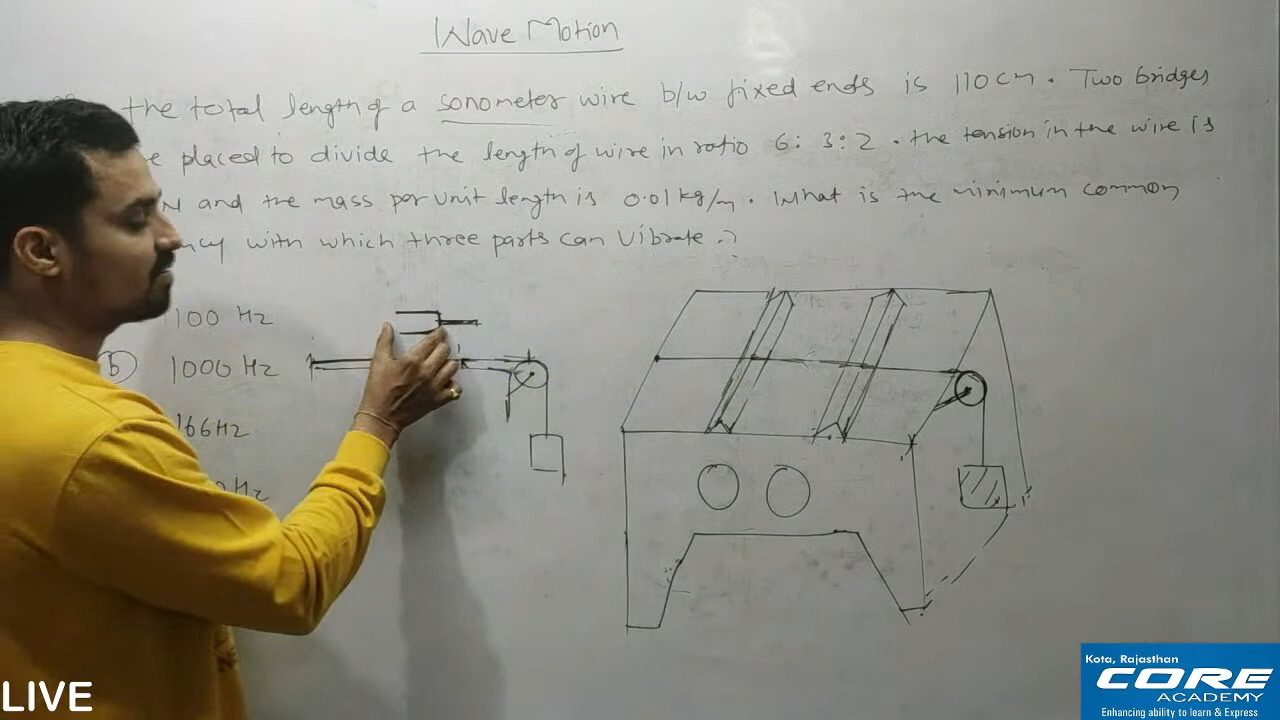 Wave Motion
the total length of a sonometer wire b/w fixed ends is 110 cm. Two bridges
placed to divide the length of wire in ratio 6: 3: 2. the tension in the wire is
N and the mass per unit length is 0.01 kg/m. What is the minimum common
ncy with which three parts can vibrate.?
100 Hz
(b) 1000 Hz
166 Hz
Hz
LIVE
Kota, Rajasthan
CORE
ACADEMY
Enhancing ability to learn & Express